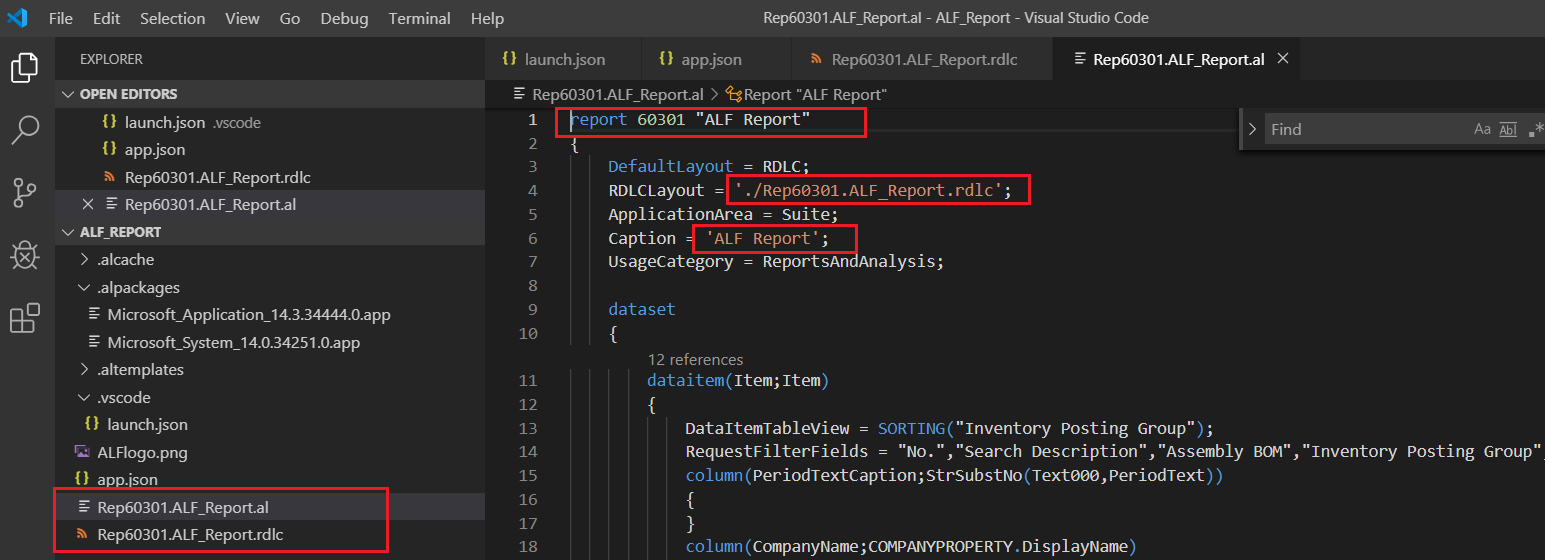 File Edit Selection View Go Debug Terminal Help
Rep60301.ALF_Report.al - ALF_Report - Visual Studio Code
EXPLORER
OPEN EDITORS
launch.json .vscode
app.json
Rep60301.ALF_Report.rdlc
Rep60301.ALF_Report.al
ALF_REPORT
.alcache
.alpackages
Microsoft_Application_14.3.34444.0.app
Microsoft_System_14.0.34251.0.app
.altemplates
.vscode
launch.json
ALFlogo.png
app.json
Rep60301.ALF_Report.al
Rep60301.ALF_Report.rdlc
launch.json app.json Rep60301.ALF_Report.rdlc Rep60301.ALF_Report.al
Rep60301.ALF_Report.al > Report "ALF Report"
Find Aa Abl .*
1 report 60301 "ALF Report"
2 {
3 DefaultLayout = RDLC;
4 RDLCLayout = './Rep60301.ALF_Report.rdlc';
5 ApplicationArea = Suite;
6 Caption = 'ALF Report';
7 UsageCategory = ReportsAndAnalysis;
8
9 dataset
10 {
12 references
11 dataitem(Item;Item)
12 {
13 DataItemTableView = SORTING("Inventory Posting Group");
14 RequestFilterFields = "No.","Search Description","Assembly BOM","Inventory Posting Group",
15 column(PeriodTextCaption;StrSubstNo(Text000,PeriodText))
16 {
17 }
18 column(CompanyName;COMPANYPROPERTY.DisplayName)